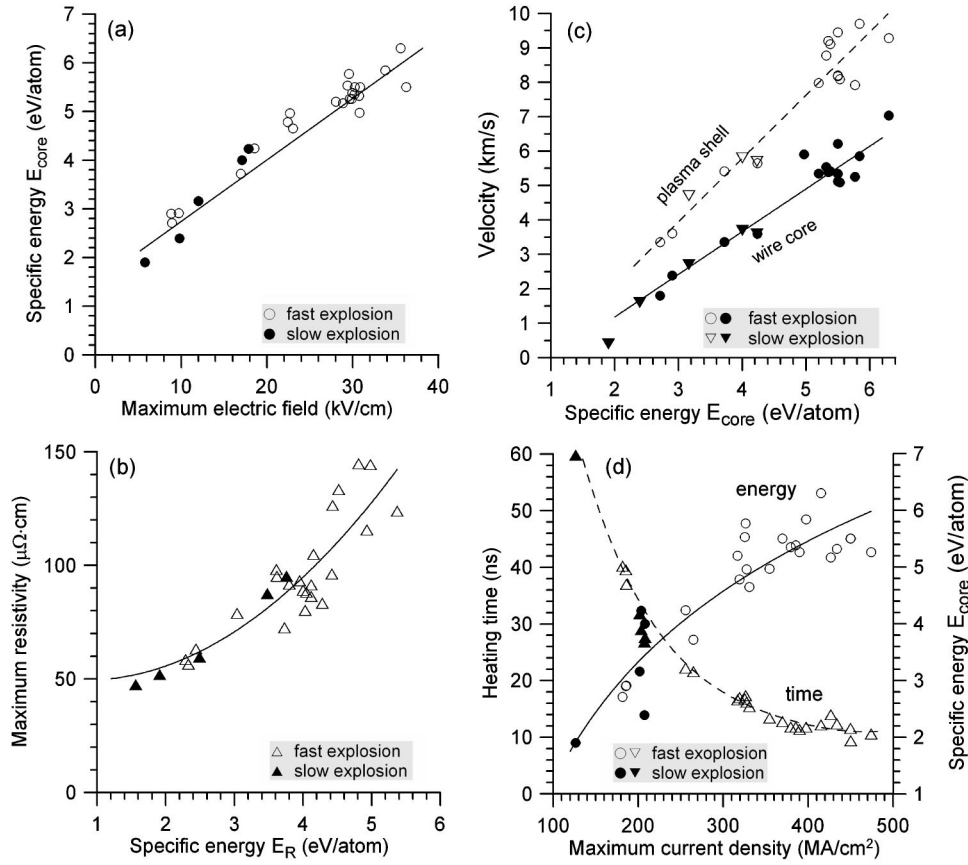 (a)
7
6
5
4
3
2
1
0
Specific energy E core (eV/atom)
fast explosion
slow explosion
0 10 20 30 40
Maximum electric field (kV/cm)
(c)
10
9
8
7
6
5
4
3
2
1
0
Velocity (km/s)
plasma shell
wire core
fast explosion
slow explosion
2 3 4 5 6
Specific energy E core (eV/atom)
(b)
150
100
50
0
Maximum resistivity (μΩ·cm)
fast explosion
slow explosion
1 2 3 4 5 6
Specific energy E R (eV/atom)
(d)
60
50
40
30
20
10
0
Heating time (ns)
energy
time
fast exoplosion
slow explosion
7
6
5
4
3
2
1
Specific energy E core (eV/atom)
100 200 300 400 500
Maximum current density (MA/cm²)